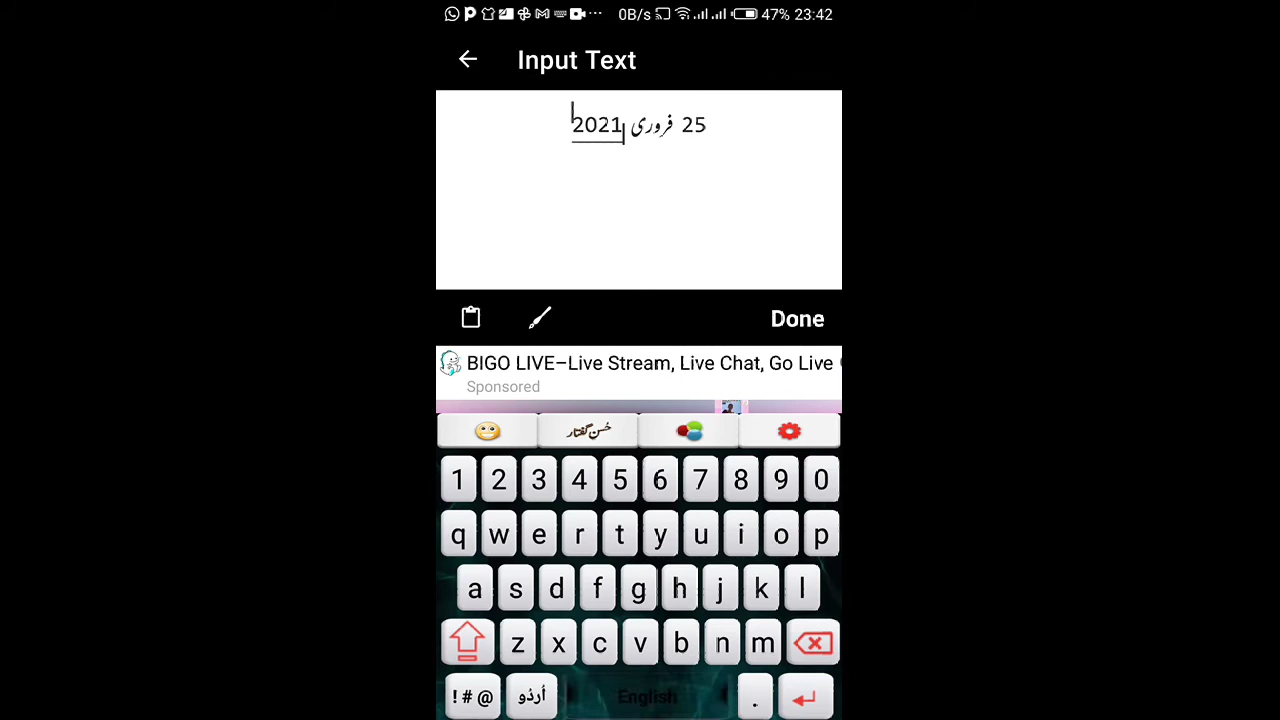 0B/s 47% 23:42
Input Text
25 فروری 2021
Done
BIGO LIVE–Live Stream, Live Chat, Go Live
Sponsored
حُسن گفتار
1 2 3 4 5 6 7 8 9 0
q w e r t y u i o p
a s d f g h j k l
z x c v b n m
!#@ اُردُو English .